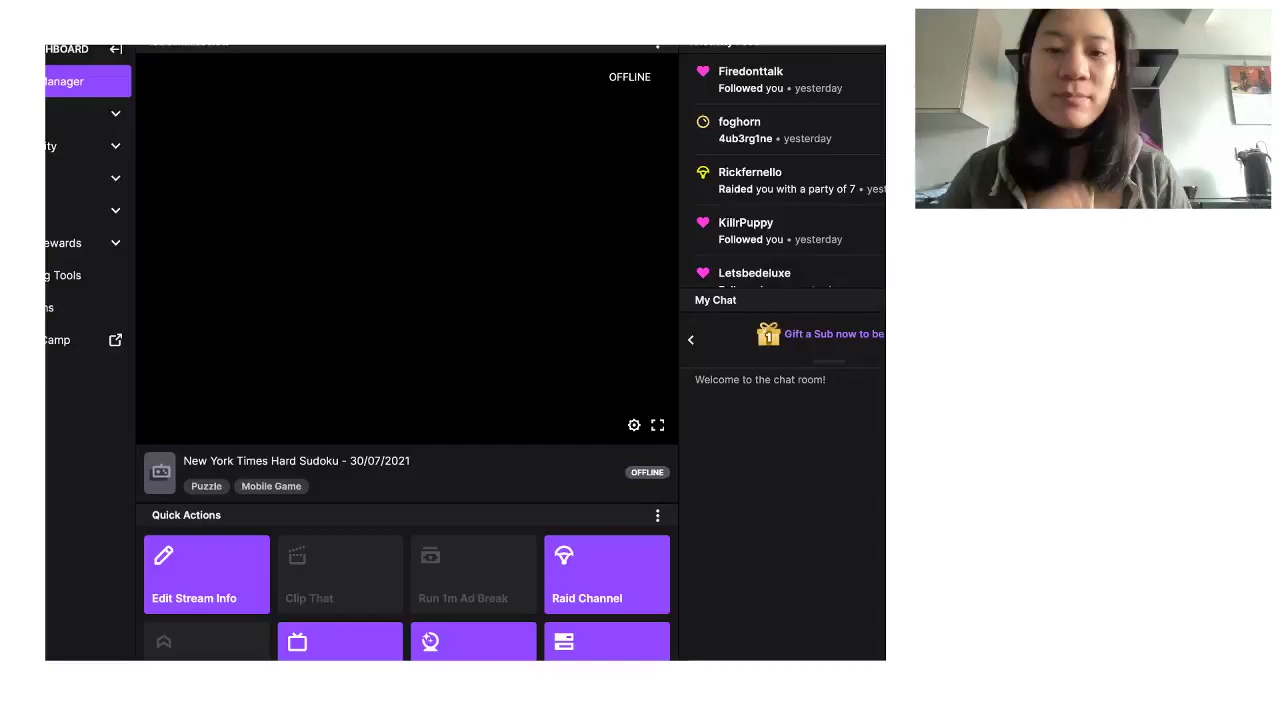 HBOARD
Manager
ity
ewards
g Tools
ns
Camp
OFFLINE
New York Times Hard Sudoku - 30/07/2021
Puzzle
Mobile Game
OFFLINE
Quick Actions
Edit Stream Info
Clip That
Run 1m Ad Break
Raid Channel
Firedonttalk
Followed you • yesterday
foghorn
4ub3rg1ne • yesterday
Rickfernello
Raided you with a party of 7 • yest
KillrPuppy
Followed you • yesterday
Letsbedeluxe
My Chat
1
Gift a Sub now to be
Welcome to the chat room!